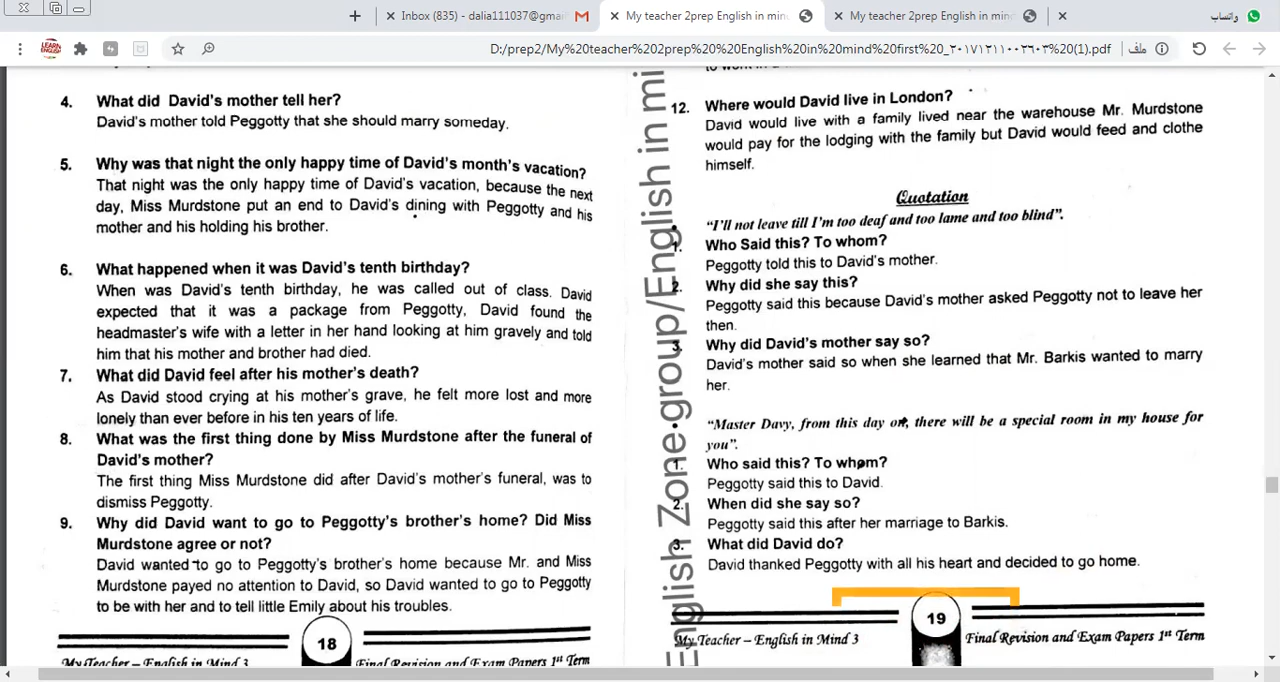 Inbox (835) - dalia111037@gmai
My teacher 2prep English in mind
My teacher 2prep English in mind
واتساب
D:/prep2/My%20teacher%202prep%20%20English%20in%20mind%20first%20_٢٠١٧١٢١١٠٠٢٦٠٣%20(1).pdf
ملف
4. What did David's mother tell her?
David's mother told Peggotty that she should marry someday.
5. Why was that night the only happy time of David's month's vacation?
That night was the only happy time of David's vacation, because the next
day, Miss Murdstone put an end to David's dining with Peggotty and his
mother and his holding his brother.
6. What happened when it was David's tenth birthday?
When was David's tenth birthday, he was called out of class. David
expected that it was a package from Peggotty, David found the
headmaster's wife with a letter in her hand looking at him gravely and told
him that his mother and brother had died.
7. What did David feel after his mother's death?
As David stood crying at his mother's grave, he felt more lost and more
lonely than ever before in his ten years of life.
8. What was the first thing done by Miss Murdstone after the funeral of
David's mother?
The first thing Miss Murdstone did after David's mother's funeral, was to
dismiss Peggotty.
9. Why did David want to go to Peggotty's brother's home? Did Miss
Murdstone agree or not?
David wanted to go to Peggotty's brother's home because Mr. and Miss
Murdstone payed no attention to David, so David wanted to go to Peggotty
to be with her and to tell little Emily about his troubles.
18
My Teacher – English in Mind 3
Final Revision and Exam Papers 1st Term
English Zone.group/English in mi
12. Where would David live in London?
David would live with a family lived near the warehouse Mr. Murdstone
would pay for the lodging with the family but David would feed and clothe
himself.
Quotation
"I'll not leave till I'm too deaf and too lame and too blind".
1. Who Said this? To whom?
Peggotty told this to David's mother.
2. Why did she say this?
Peggotty said this because David's mother asked Peggotty not to leave her
then.
3. Why did David's mother say so?
David's mother said so when she learned that Mr. Barkis wanted to marry
her.
"Master Davy, from this day on, there will be a special room in my house for
you".
1. Who said this? To whom?
Peggotty said this to David.
2. When did she say so?
Peggotty said this after her marriage to Barkis.
3. What did David do?
David thanked Peggotty with all his heart and decided to go home.
19
My Teacher – English in Mind 3
Final Revision and Exam Papers 1st Term